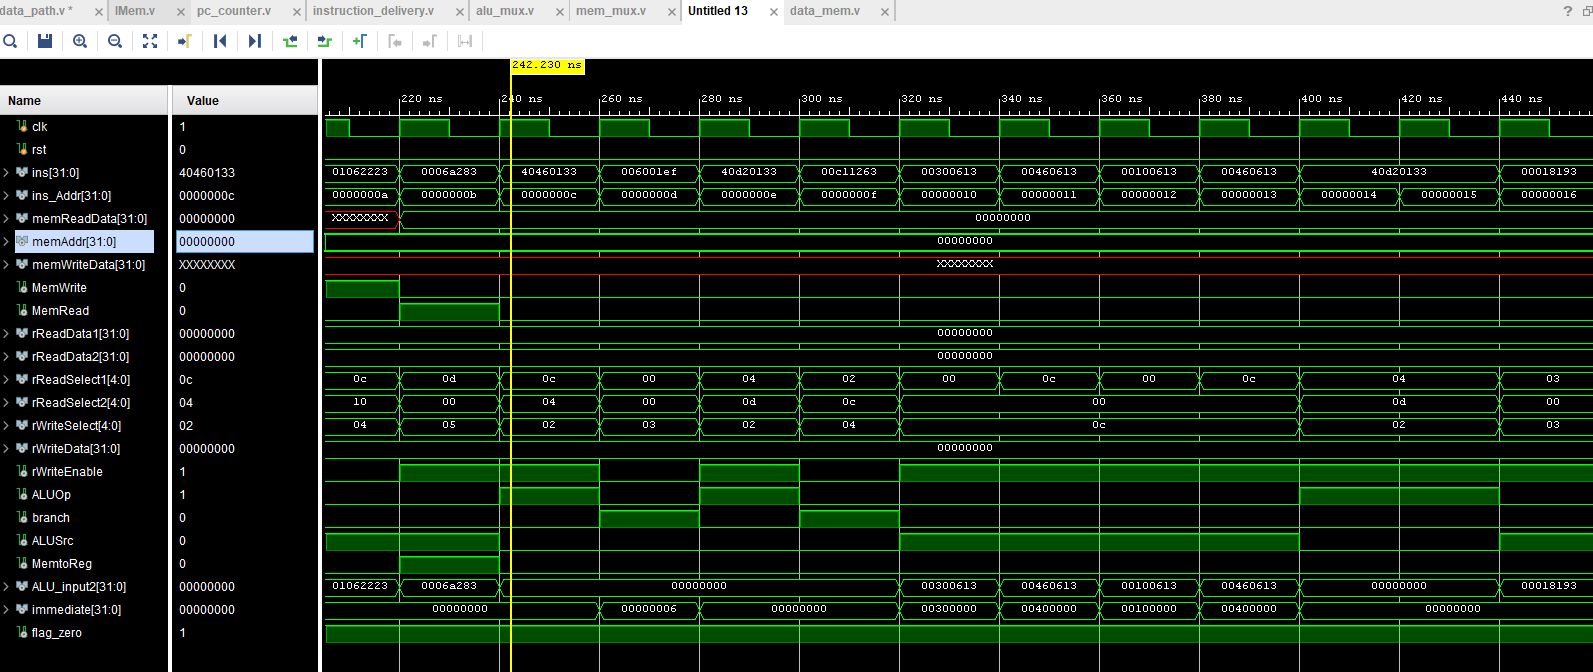 data_path.v * × IMem.v × pc_counter.v × instruction_delivery.v × alu_mux.v × mem_mux.v × Untitled 13 × data_mem.v × ?
242.230 ns
Name Value 220 ns 240 ns 260 ns 280 ns 300 ns 320 ns 340 ns 360 ns 380 ns 400 ns 420 ns 440 ns
clk 1
rst 0
ins[31:0] 40460133 01062223 0006a283 40460133 006001ef 40d20133 00c11263 00300613 00460613 00100613 00460613 40d20133 00018193
ins_Addr[31:0] 0000000c 0000000a 0000000b 0000000c 0000000d 0000000e 0000000f 00000010 00000011 00000012 00000013 00000014 00000015 00000016
memReadData[31:0] 00000000 XXXXXXXX 00000000
memAddr[31:0] 00000000 00000000
memWriteData[31:0] XXXXXXXX XXXXXXXX
MemWrite 0
MemRead 0
rReadData1[31:0] 00000000 00000000
rReadData2[31:0] 00000000 00000000
rReadSelect1[4:0] 0c 0c 0d 0c 00 04 02 00 0c 00 0c 04 03
rReadSelect2[4:0] 04 10 00 04 00 0d 0c 00 0d 00
rWriteSelect[4:0] 02 04 05 02 03 02 04 0c 02 03
rWriteData[31:0] 00000000 00000000
rWriteEnable 1
ALUOp 1
branch 0
ALUSrc 0
MemtoReg 0
ALU_input2[31:0] 00000000 01062223 0006a283 00000000 00300613 00460613 00100613 00460613 00000000 00018193
immediate[31:0] 00000000 00000000 00000006 00000000 00300000 00400000 00100000 00400000 00000000
flag_zero 1